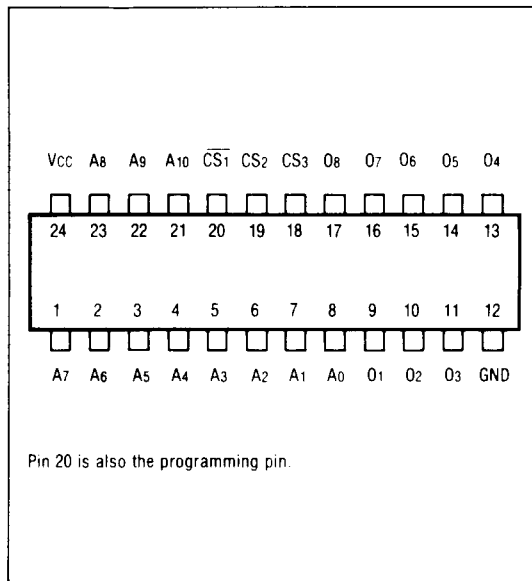 VCC A8 A9 A10 C̅S̅1̅ CS2 CS3 O8 O7 O6 O5 O4
24 23 22 21 20 19 18 17 16 15 14 13
1 2 3 4 5 6 7 8 9 10 11 12
A7 A6 A5 A4 A3 A2 A1 A0 O1 O2 O3 GND
Pin 20 is also the programming pin.